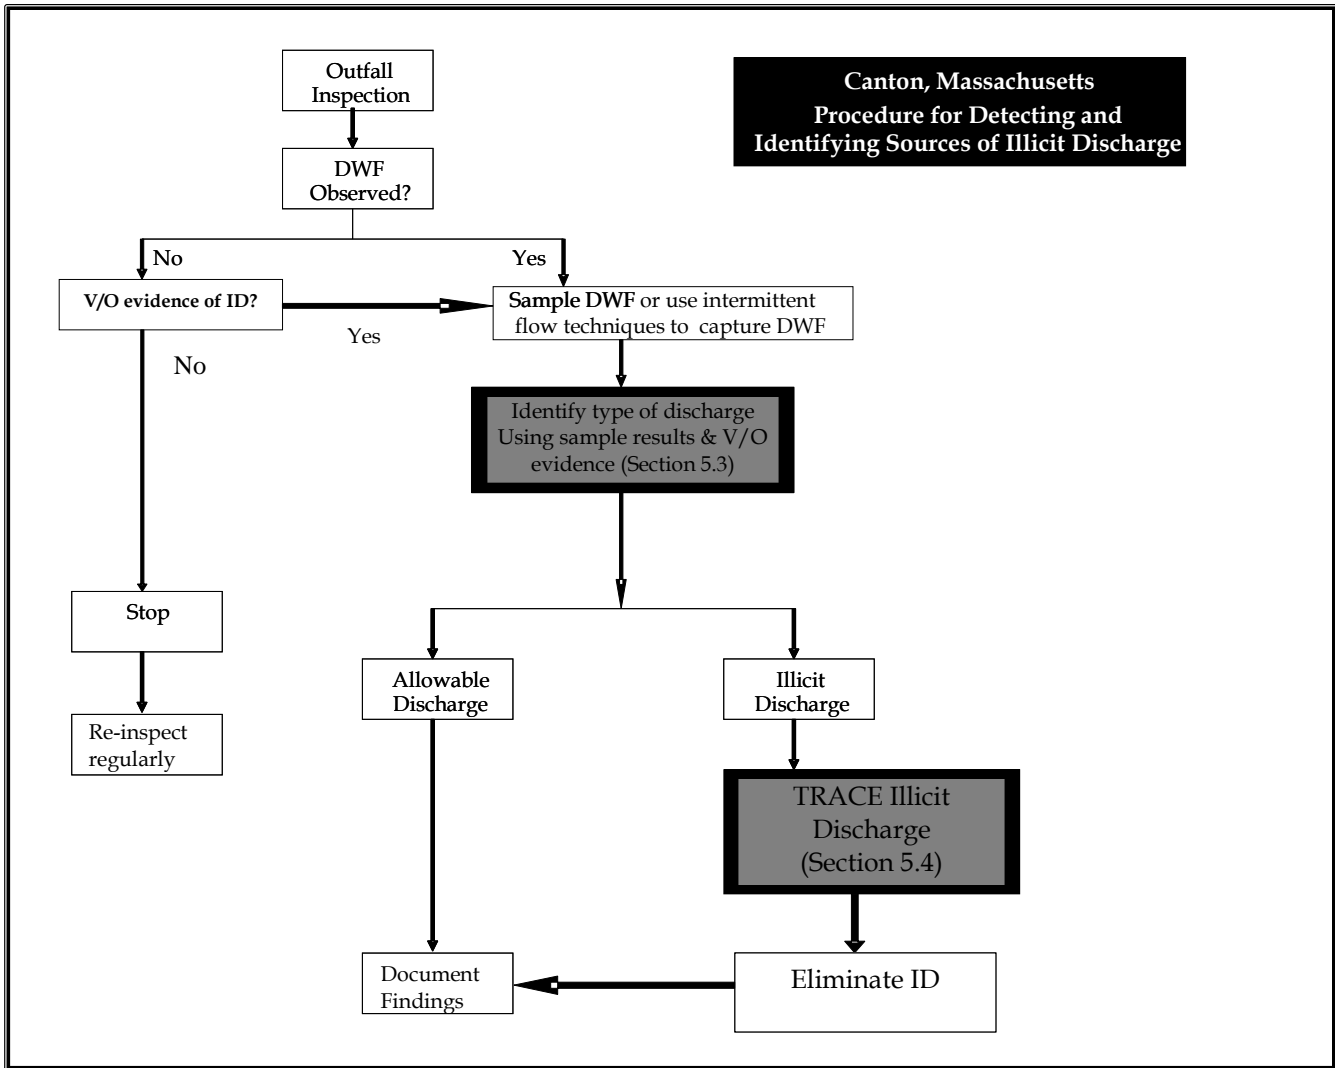 Outfall
Inspection
Canton, Massachusetts
Procedure for Detecting and
Identifying Sources of Illicit Discharge
DWF
Observed?
No
Yes
V/O evidence of ID?
Yes
No
Sample DWF or use intermittent
flow techniques to capture DWF
Identify type of discharge
Using sample results & V/O
evidence (Section 5.3)
Stop
Re-inspect
regularly
Allowable
Discharge
Illicit
Discharge
TRACE Illicit
Discharge
(Section 5.4)
Document
Findings
Eliminate ID